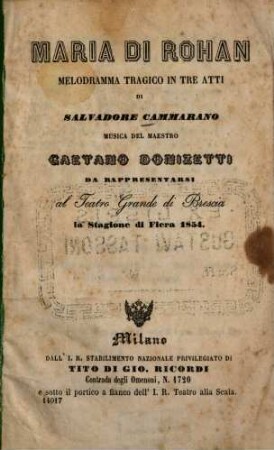 MARIA DI ROHAN
MELODRAMMA TRAGICO IN TRE ATTI
DI
SALVADORE CAMMARANO
MUSICA DEL MAESTRO
GAETANO DONIZETTI
DA RAPPRESENTARSI
al Teatro Grande di Brescia
la Stagione di Fiera 1854.
Milano
DALL' I. R. STABILIMENTO NAZIONALE PRIVILEGIATO DI
TITO DI GIO. RICORDI
Contrada degli Omenoni, N. 1720
e sotto il portico a fianco dell' I. R. Teatro alla Scala.
14017